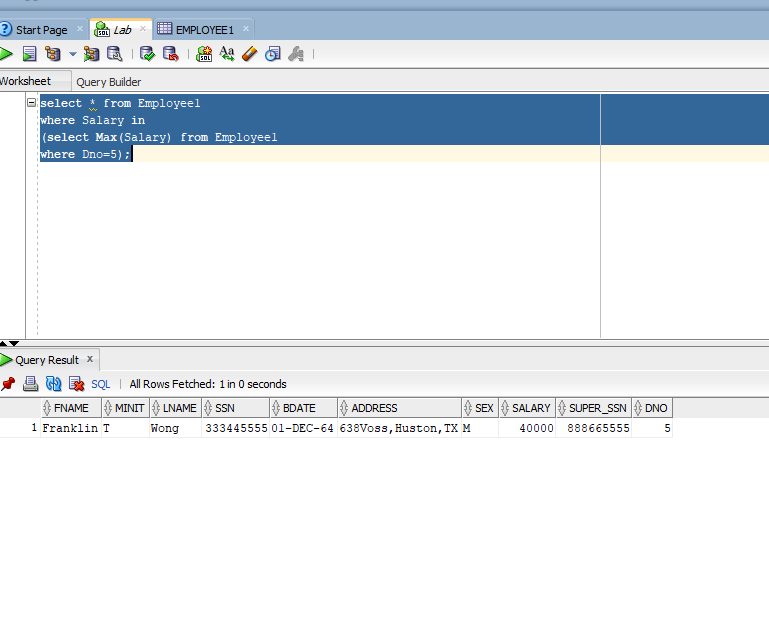 Start Page Lab EMPLOYEE1
Worksheet Query Builder
select * from Employee1
where Salary in
(select Max(Salary) from Employee1
where Dno=5);
Query Result x
SQL | All Rows Fetched: 1 in 0 seconds
FNAME MINIT LNAME SSN BDATE ADDRESS SEX SALARY SUPER_SSN DNO
1 Franklin T Wong 333445555 01-DEC-64 638Voss,Huston,TX M 40000 888665555 5